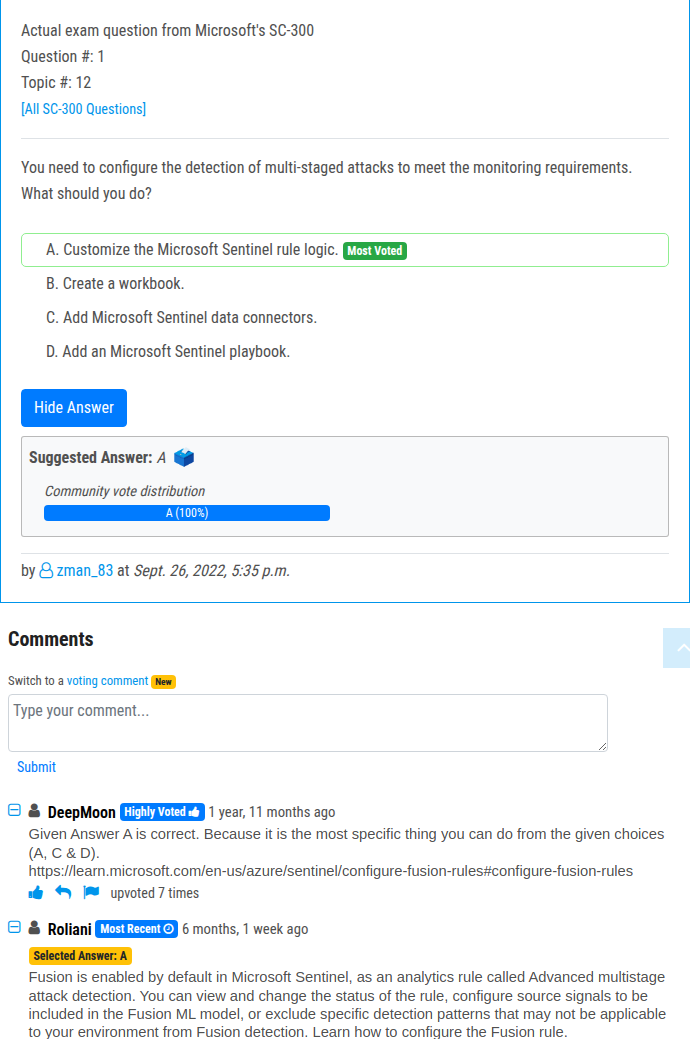 Actual exam question from Microsoft's SC-300
Question #: 1
Topic #: 12
[All SC-300 Questions]
You need to configure the detection of multi-staged attacks to meet the monitoring requirements.
What should you do?
A. Customize the Microsoft Sentinel rule logic. Most Voted
B. Create a workbook.
C. Add Microsoft Sentinel data connectors.
D. Add an Microsoft Sentinel playbook.
Hide Answer
Suggested Answer: A
Community vote distribution
A (100%)
by zman_83 at Sept. 26, 2022, 5:35 p.m.
Comments
Switch to a voting comment New
Type your comment...
Submit
DeepMoon Highly Voted 1 year, 11 months ago
Given Answer A is correct. Because it is the most specific thing you can do from the given choices
(A, C & D).
https://learn.microsoft.com/en-us/azure/sentinel/configure-fusion-rules#configure-fusion-rules
upvoted 7 times
Roliani Most Recent 6 months, 1 week ago
Selected Answer: A
Fusion is enabled by default in Microsoft Sentinel, as an analytics rule called Advanced multistage
attack detection. You can view and change the status of the rule, configure source signals to be
included in the Fusion ML model, or exclude specific detection patterns that may not be applicable
to your environment from Fusion detection. Learn how to configure the Fusion rule.